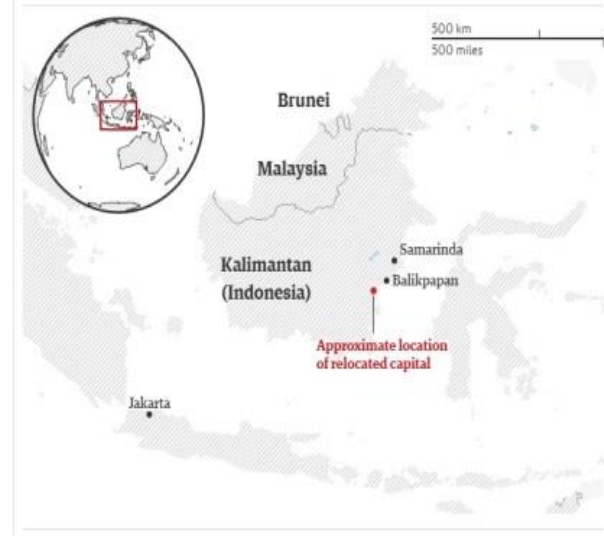 500 km
500 miles
Brunei
Malaysia
Kalimantan
(Indonesia)
Samarinda
Balikpapan
Approximate location
of relocated capital
Jakarta